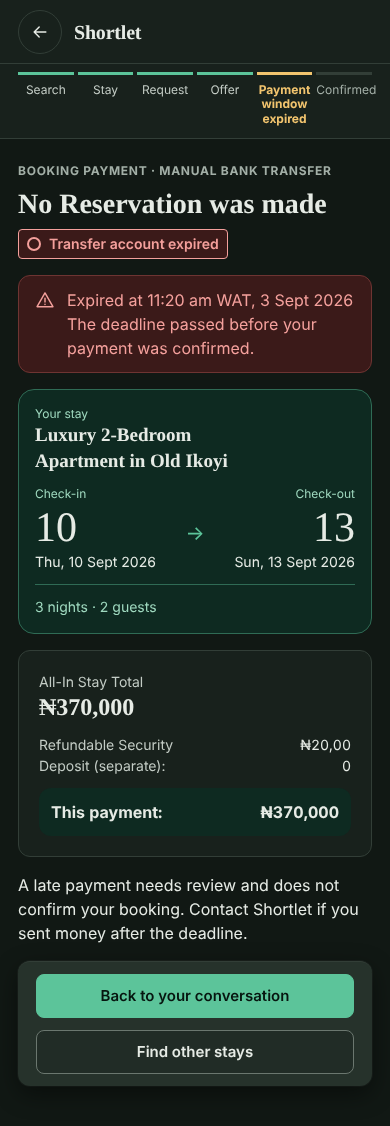 Shortlet
Search
Stay
Request
Offer
Payment
window
expired
Confirmed
BOOKING PAYMENT · MANUAL BANK TRANSFER
No Reservation was made
Transfer account expired
Expired at 11:20 am WAT, 3 Sept 2026
The deadline passed before your
payment was confirmed.
Your stay
Luxury 2-Bedroom
Apartment in Old Ikoyi
Check-in
Check-out
10
→
13
Thu, 10 Sept 2026
Sun, 13 Sept 2026
3 nights · 2 guests
All-In Stay Total
₦370,000
Refundable Security
Deposit (separate):
₦20,00
0
This payment:
₦370,000
A late payment needs review and does not
confirm your booking. Contact Shortlet if you
sent money after the deadline.
Back to your conversation
Find other stays